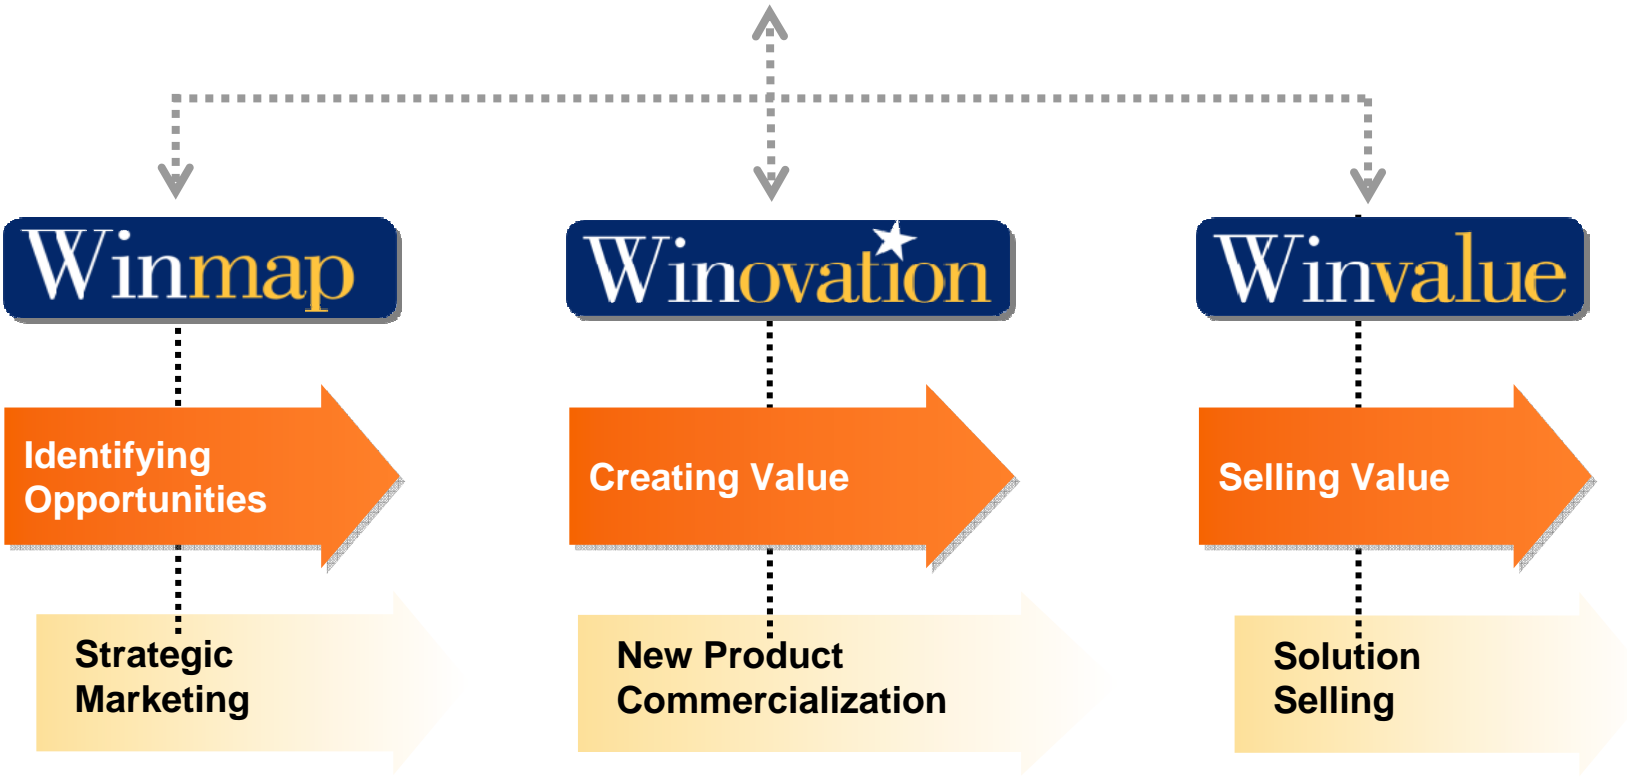 Winmap
Winovation
Winvalue
Identifying
Opportunities
Creating Value
Selling Value
Strategic
Marketing
New Product
Commercialization
Solution
Selling